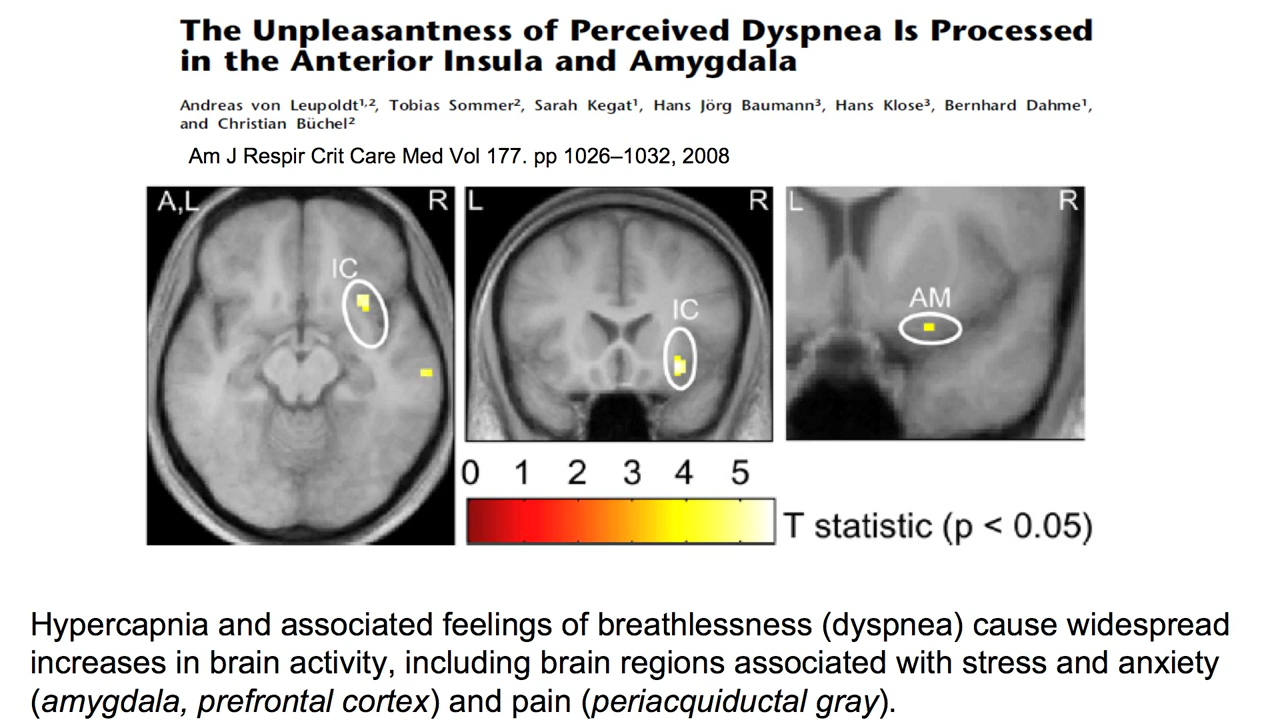 The Unpleasantness of Perceived Dyspnea Is Processed
in the Anterior Insula and Amygdala
Andreas von Leupoldt¹,², Tobias Sommer², Sarah Kegat¹, Hans Jörg Baumann³, Hans Klose³, Bernhard Dahme¹,
and Christian Büchel²
Am J Respir Crit Care Med Vol 177. pp 1026–1032, 2008
A,L R L R L R
IC
IC
AM
0 1 2 3 4 5
T statistic (p < 0.05)
Hypercapnia and associated feelings of breathlessness (dyspnea) cause widespread
increases in brain activity, including brain regions associated with stress and anxiety
(amygdala, prefrontal cortex) and pain (periacquiductal gray).